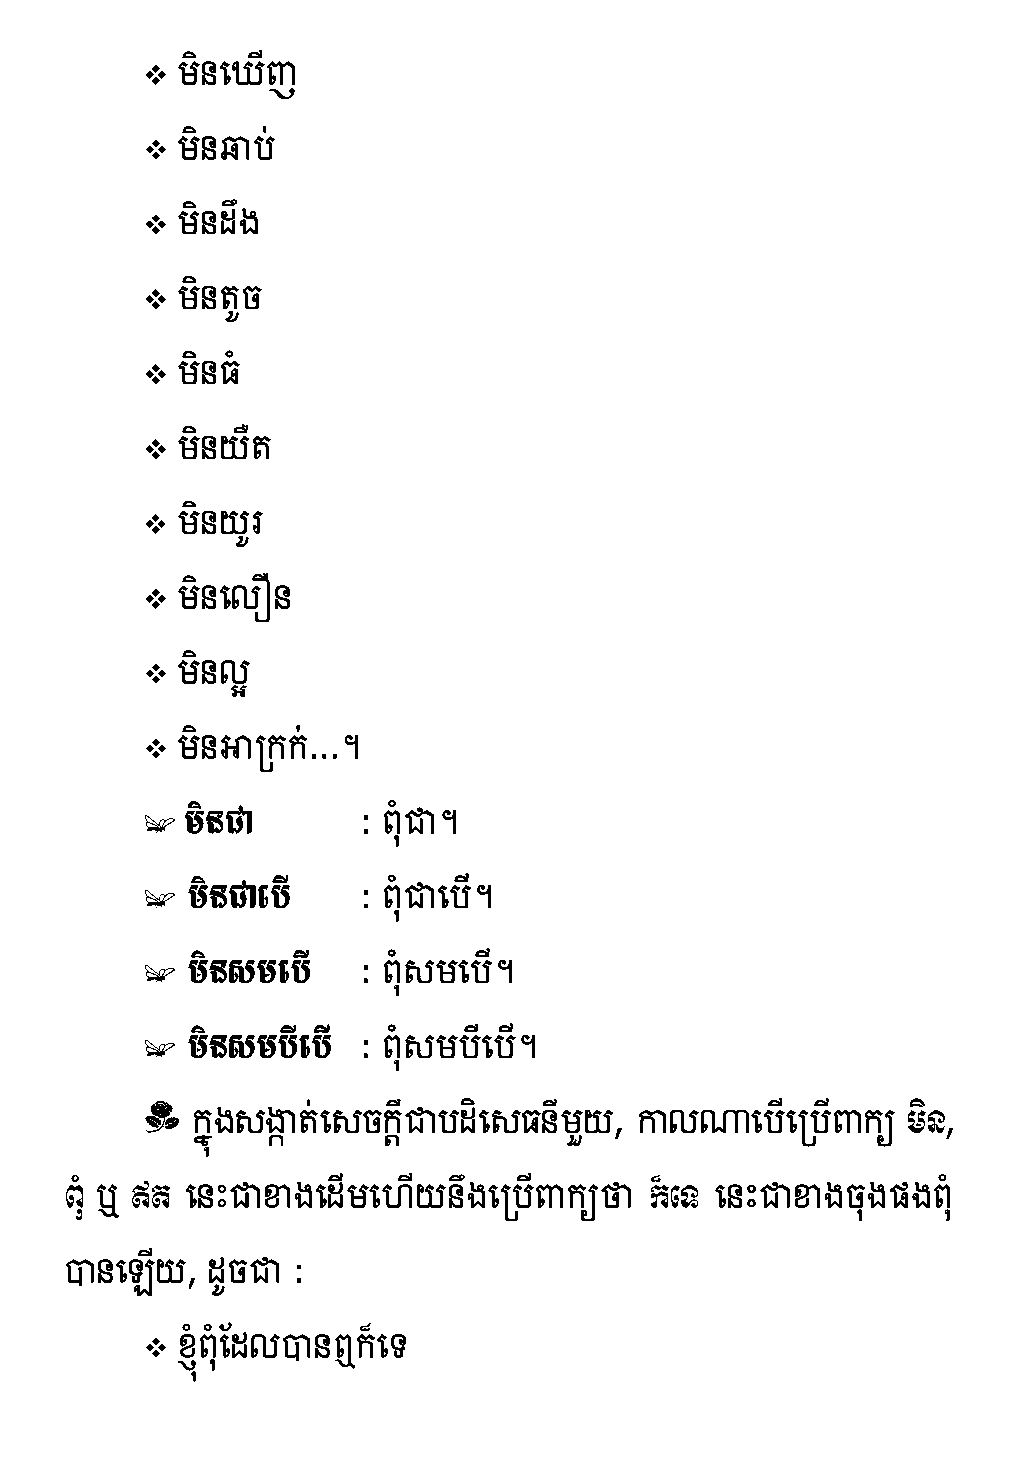 ❖ មិនឃើញ
❖ មិនឆាប់
❖ មិនដឹង
❖ មិនតូច
❖ មិនធំ
❖ មិនយឺត
❖ មិនយូរ
❖ មិនលឿន
❖ មិនល្អ
❖ មិនអាក្រក់...។
មិនជា : ពុំជា។
មិនជាបើ : ពុំជាបើ។
មិនសមបើ : ពុំសមបើ។
មិនសមបីបើ : ពុំសមបីបើ។
ក្នុងសង្កាត់សេចក្ដីជាបដិសេធនីមួយ, កាលណាបើប្រើពាក្យ មិន,
ពុំ ឬ ឥត នេះជាខាងដើមហើយនឹងប្រើពាក្យថា ក៏ទេ នេះជាខាងចុងផងពុំ
បានឡើយ, ដូចជា :
❖ ខ្ញុំពុំដែលបានឮក៏ទេ